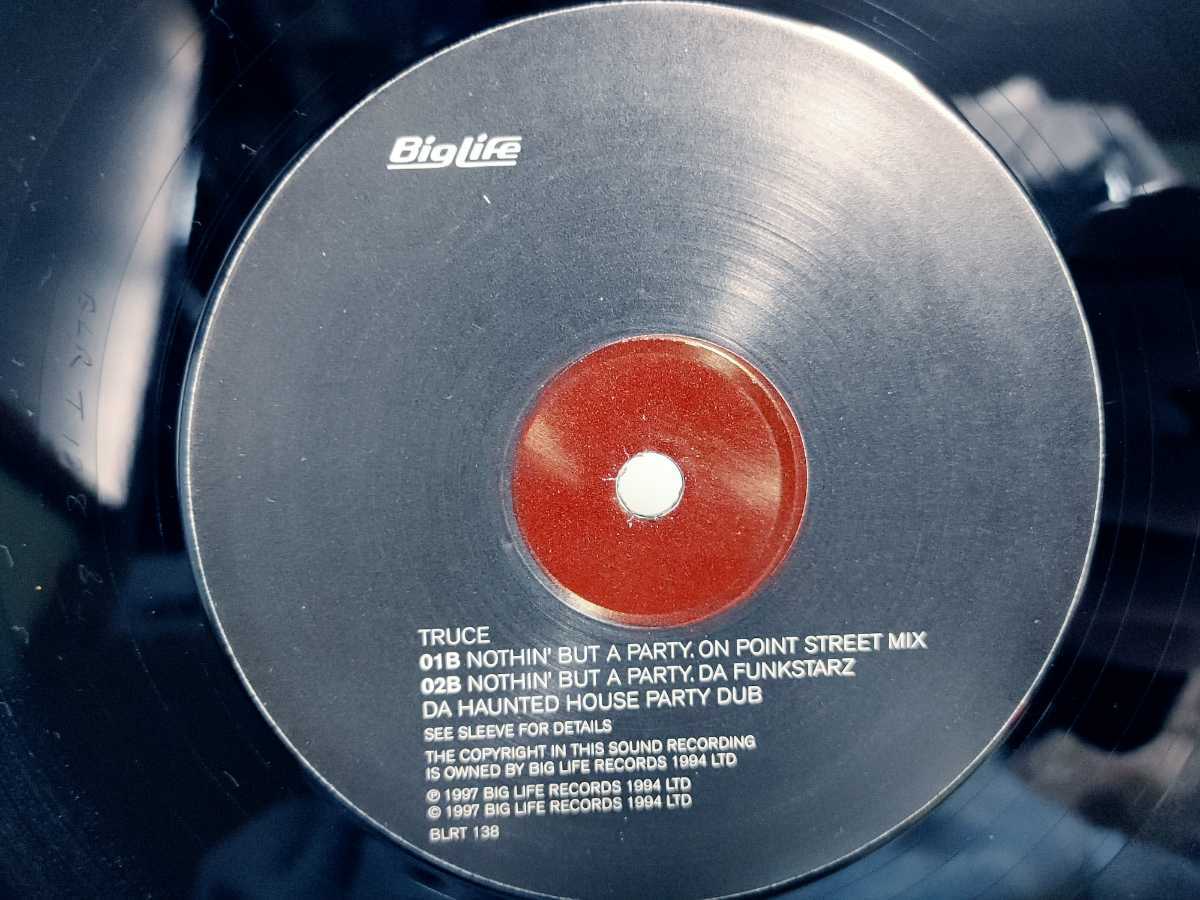 BigLife
TRUCE
01B NOTHIN' BUT A PARTY. ON POINT STREET MIX
02B NOTHIN' BUT A PARTY. DA FUNKSTARZ
DA HAUNTED HOUSE PARTY DUB
SEE SLEEVE FOR DETAILS
THE COPYRIGHT IN THIS SOUND RECORDING
IS OWNED BY BIG LIFE RECORDS 1994 LTD
℗ 1997 BIG LIFE RECORDS 1994 LTD
© 1997 BIG LIFE RECORDS 1994 LTD
BLRT 138